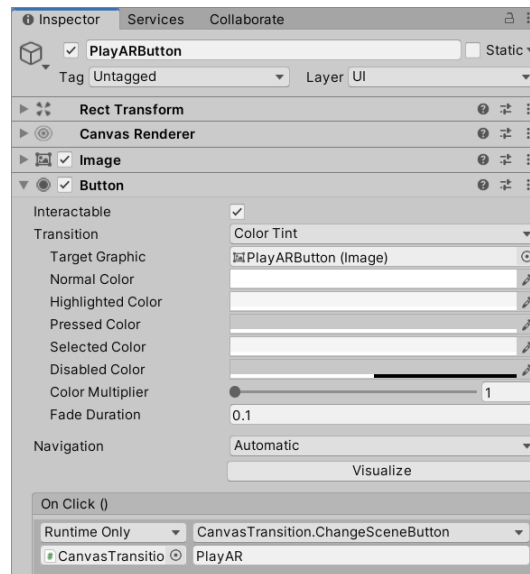 Inspector Services Collaborate
PlayARButton Static
Tag Untagged Layer UI
Rect Transform
Canvas Renderer
Image
Button
Interactable
Transition Color Tint
Target Graphic PlayARButton (Image)
Normal Color
Highlighted Color
Pressed Color
Selected Color
Disabled Color
Color Multiplier 1
Fade Duration 0.1
Navigation Automatic
Visualize
On Click ()
Runtime Only CanvasTransition.ChangeSceneButton
CanvasTransitio PlayAR